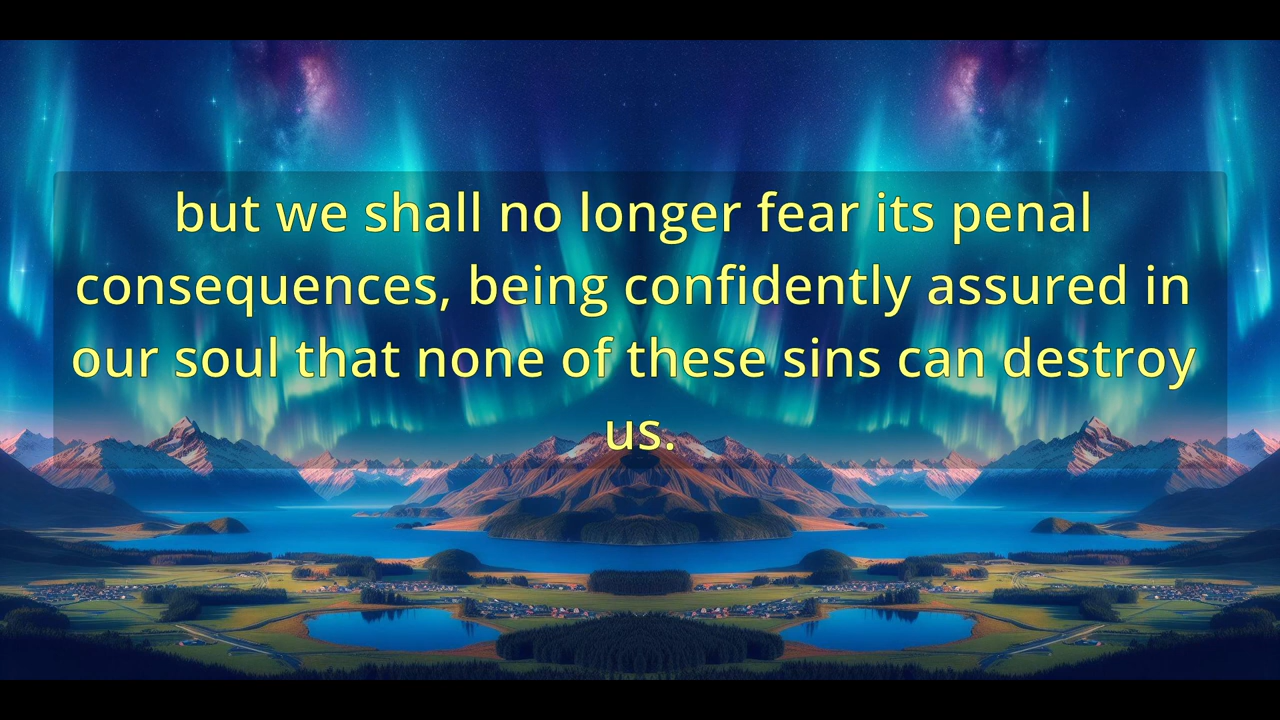 but we shall no longer fear its penal
consequences, being confidently assured in
our soul that none of these sins can destroy
us.